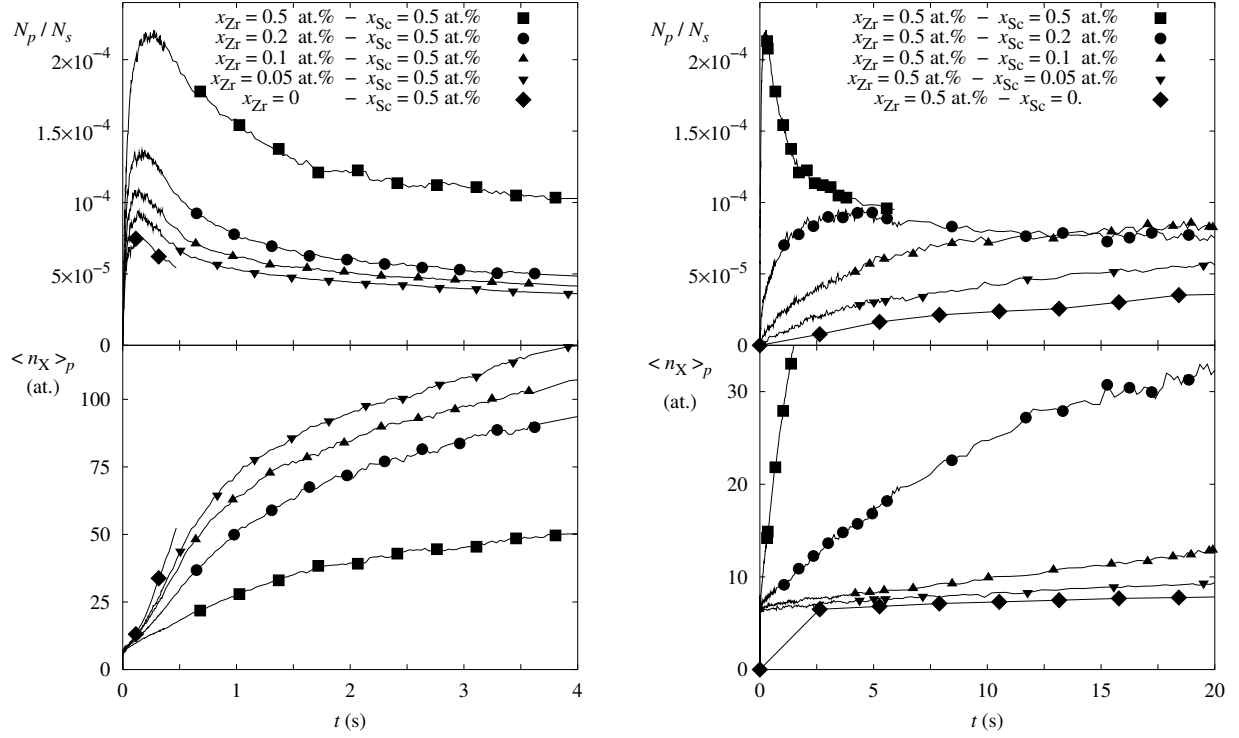 N_p / N_s
x_Zr = 0.5 at.% − x_Sc = 0.5 at.%
x_Zr = 0.2 at.% − x_Sc = 0.5 at.%
x_Zr = 0.1 at.% − x_Sc = 0.5 at.%
x_Zr = 0.05 at.% − x_Sc = 0.5 at.%
x_Zr = 0 − x_Sc = 0.5 at.%
2×10⁻⁴
1.5×10⁻⁴
10⁻⁴
5×10⁻⁵
0
< n_X >_p
(at.)
100
75
50
25
0
0 1 2 3 4
t (s)
N_p / N_s
x_Zr = 0.5 at.% − x_Sc = 0.5 at.%
x_Zr = 0.5 at.% − x_Sc = 0.2 at.%
x_Zr = 0.5 at.% − x_Sc = 0.1 at.%
x_Zr = 0.5 at.% − x_Sc = 0.05 at.%
x_Zr = 0.5 at.% − x_Sc = 0.
2×10⁻⁴
1.5×10⁻⁴
10⁻⁴
5×10⁻⁵
0
< n_X >_p
(at.)
30
20
10
0
0 5 10 15 20
t (s)